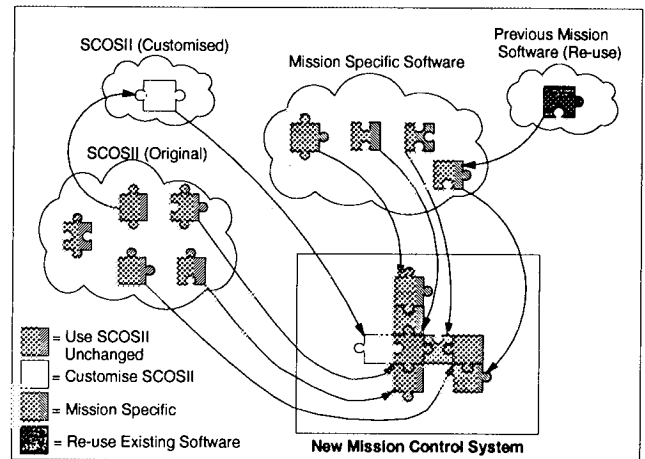 SCOSII (Customised)
Previous Mission
Software (Re-use)
Mission Specific Software
SCOSII (Original)
= Use SCOSII
Unchanged
= Customise SCOSII
= Mission Specific
= Re-use Existing Software
New Mission Control System